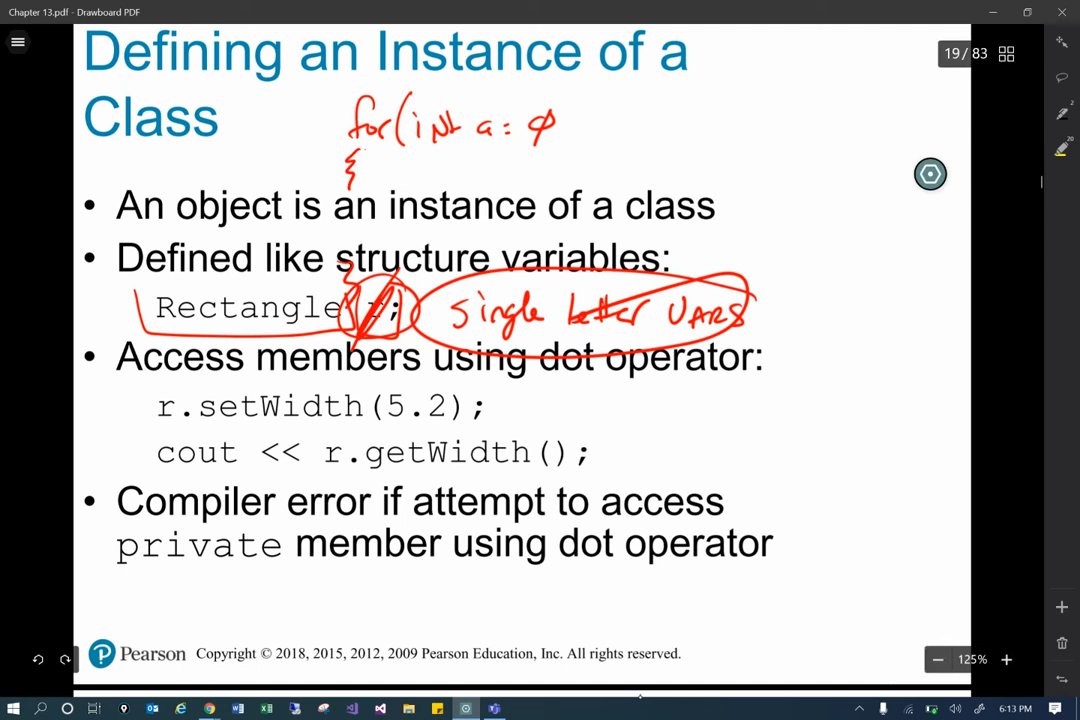 Chapter 13.pdf - Drawboard PDF
19 / 83
Defining an Instance of a
Class
for(int a = φ
{
• An object is an instance of a class
• Defined like structure variables:
}
Rectangle r; single better VARS
• Access members using dot operator:
r.setWidth(5.2);
cout << r.getWidth();
• Compiler error if attempt to access
private member using dot operator
P Pearson Copyright © 2018, 2015, 2012, 2009 Pearson Education, Inc. All rights reserved.
125%
6:13 PM